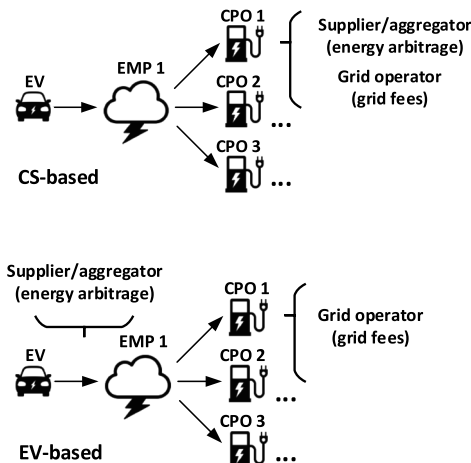 CPO 1
Supplier/aggregator
(energy arbitrage)
EMP 1
Grid operator
(grid fees)
EV
CPO 2
...
CPO 3
CS-based
...
Supplier/aggregator
(energy arbitrage)
CPO 1
Grid operator
(grid fees)
EV
EMP 1
CPO 2
...
CPO 3
EV-based
...